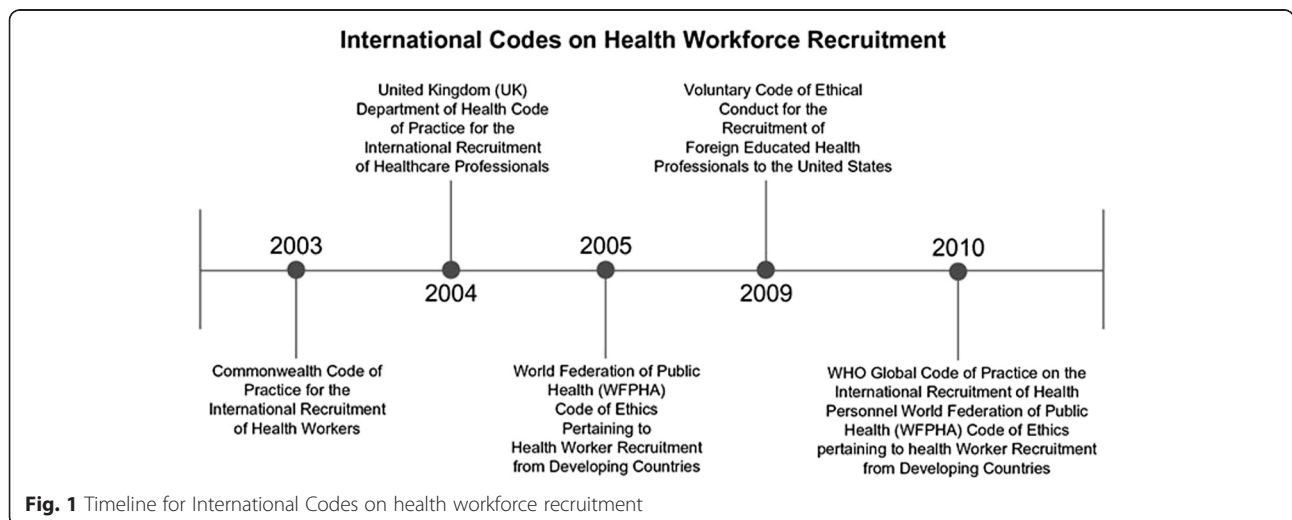 International Codes on Health Workforce Recruitment
United Kingdom (UK)
Department of Health Code
of Practice for the
International Recruitment
of Healthcare Professionals
Voluntary Code of Ethical
Conduct for the
Recruitment of
Foreign Educated Health
Professionals to the United States
2003
2004
2005
2009
2010
Commonwealth Code of
Practice for the
International Recruitment
of Health Workers
World Federation of Public
Health (WFPHA)
Code of Ethics
Pertaining to
Health Worker Recruitment
from Developing Countries
WHO Global Code of Practice on the
International Recruitment of Health
Personnel World Federation of Public
Health (WFPHA) Code of Ethics
pertaining to health Worker Recruitment
from Developing Countries
Fig. 1 Timeline for International Codes on health workforce recruitment